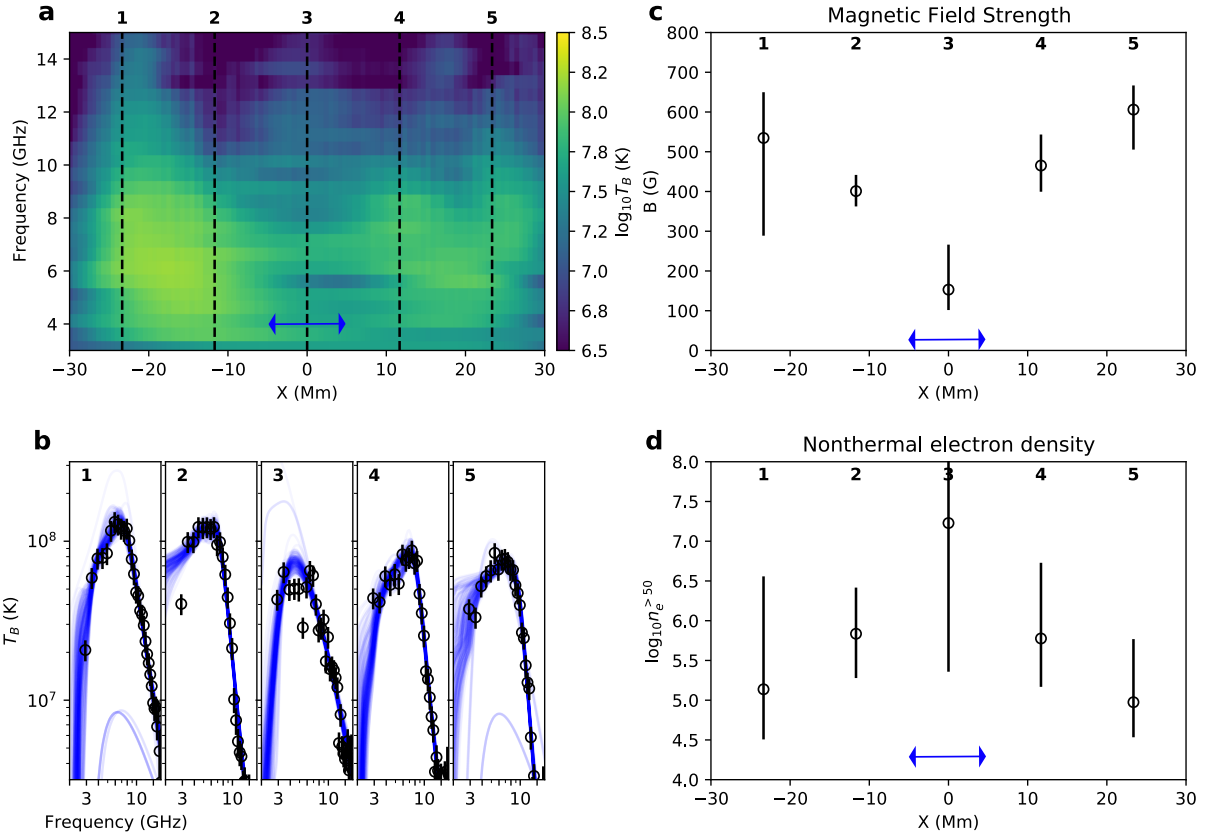 a
1 2 3 4 5
14
12
10
8
6
4
Frequency (GHz)
−30 −20 −10 0 10 20 30
X (Mm)
8.5
8.2
8.0
7.8
7.5
7.2
7.0
6.8
6.5
log₁₀T_B (K)
c
Magnetic Field Strength
1 2 3 4 5
800
700
600
500
400
300
200
100
0
B (G)
−30 −20 −10 0 10 20 30
X (Mm)
b
1 2 3 4 5
10⁸
10⁷
T_B (K)
3 10 3 10 3 10 3 10 3 10
Frequency (GHz)
d
Nonthermal electron density
1 2 3 4 5
8.0
7.5
7.0
6.5
6.0
5.5
5.0
4.5
4.0
log₁₀n_e^{>50}
−30 −20 −10 0 10 20 30
X (Mm)